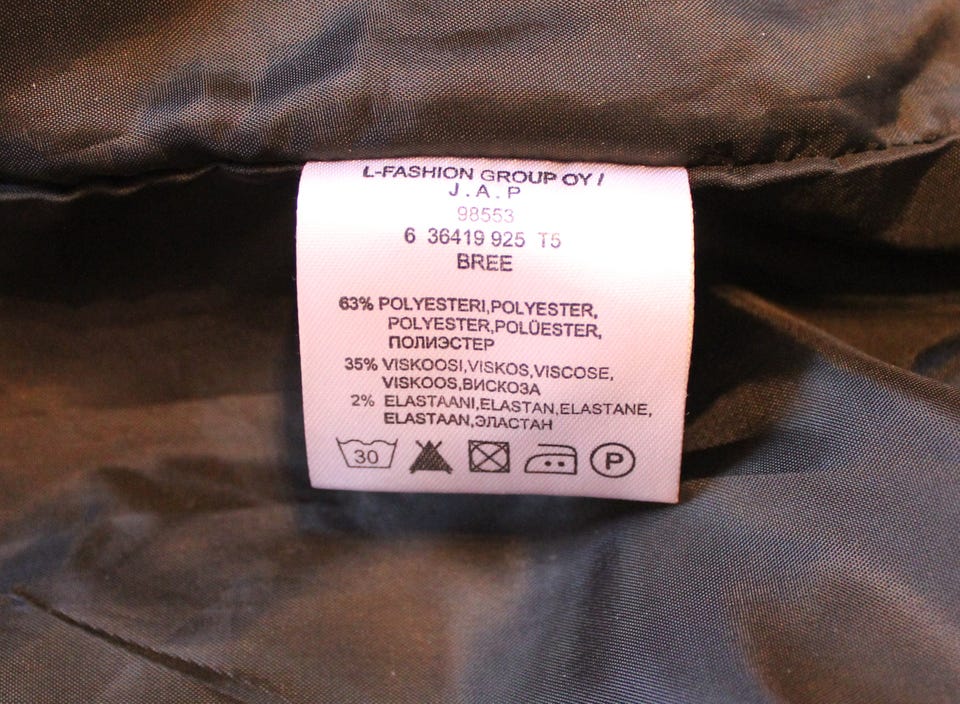 L-FASHION GROUP OY /
J.A.P
98553
6 36419 925 T5
BREE
63% POLYESTERI,POLYESTER,
POLYESTER,POLÜESTER,
ПОЛИЭСТЕР
35% VISKOOSI,VISKOS,VISCOSE,
VISKOOS,ВИСКОЗА
2% ELASTAANI,ELASTAN,ELASTANE,
ELASTAAN,ЭЛАСТАН
30 P